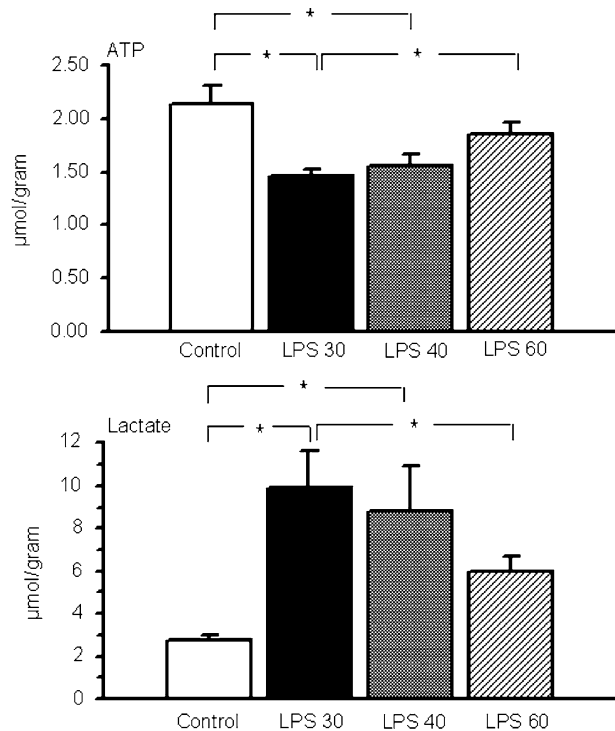 *
ATP * *
2.50
2.00
1.50
1.00
0.50
0.00
µmol/gram
Control LPS 30 LPS 40 LPS 60
*
Lactate * *
12
10
8
6
4
2
0
µmol/gram
Control LPS 30 LPS 40 LPS 60